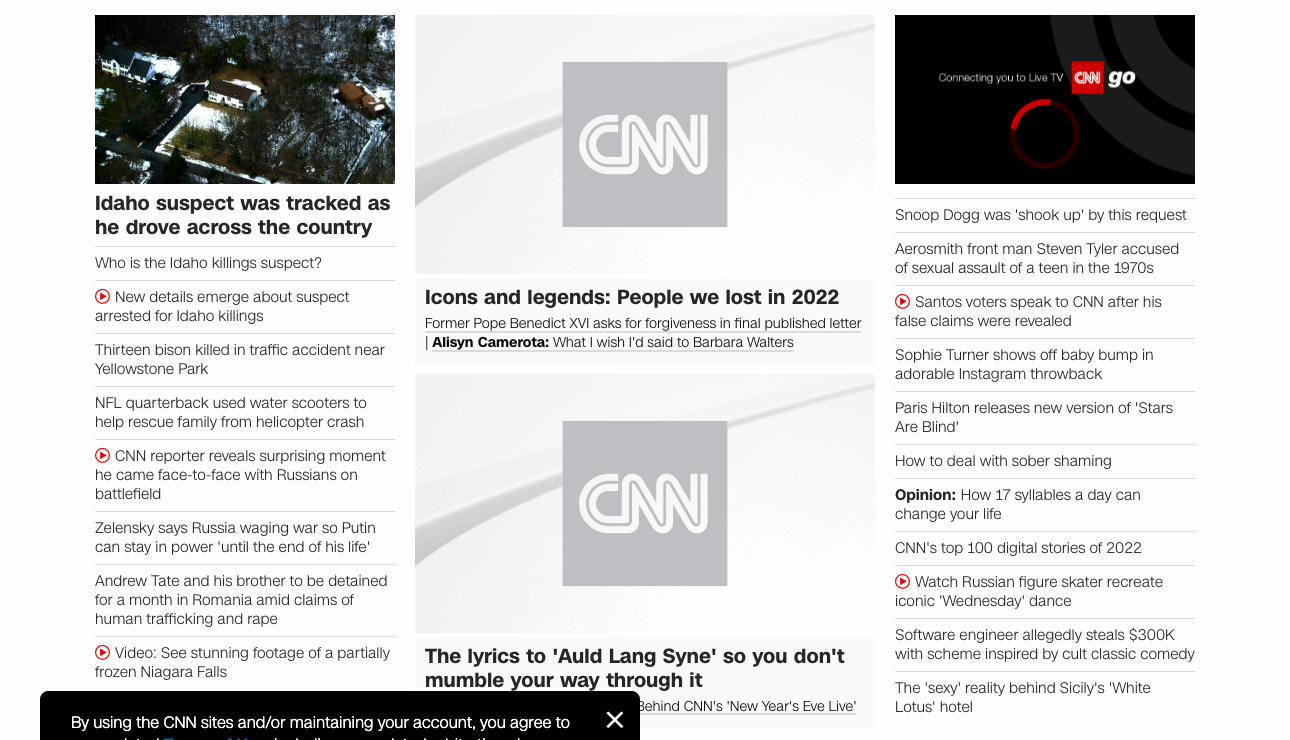 Idaho suspect was tracked as
he drove across the country
Who is the Idaho killings suspect?
New details emerge about suspect
arrested for Idaho killings
Thirteen bison killed in traffic accident near
Yellowstone Park
NFL quarterback used water scooters to
help rescue family from helicopter crash
CNN reporter reveals surprising moment
he came face-to-face with Russians on
battlefield
Zelensky says Russia waging war so Putin
can stay in power 'until the end of his life'
Andrew Tate and his brother to be detained
for a month in Romania amid claims of
human trafficking and rape
Video: See stunning footage of a partially
frozen Niagara Falls
CNN
Icons and legends: People we lost in 2022
Former Pope Benedict XVI asks for forgiveness in final published letter
| Alisyn Camerota: What I wish I'd said to Barbara Walters
CNN
The lyrics to 'Auld Lang Syne' so you don't
mumble your way through it
Behind CNN's 'New Year's Eve Live'
Connecting you to Live TV CNN go
Snoop Dogg was 'shook up' by this request
Aerosmith front man Steven Tyler accused
of sexual assault of a teen in the 1970s
Santos voters speak to CNN after his
false claims were revealed
Sophie Turner shows off baby bump in
adorable Instagram throwback
Paris Hilton releases new version of 'Stars
Are Blind'
How to deal with sober shaming
Opinion: How 17 syllables a day can
change your life
CNN's top 100 digital stories of 2022
Watch Russian figure skater recreate
iconic 'Wednesday' dance
Software engineer allegedly steals $300K
with scheme inspired by cult classic comedy
The 'sexy' reality behind Sicily's 'White
Lotus' hotel
By using the CNN sites and/or maintaining your account, you agree to